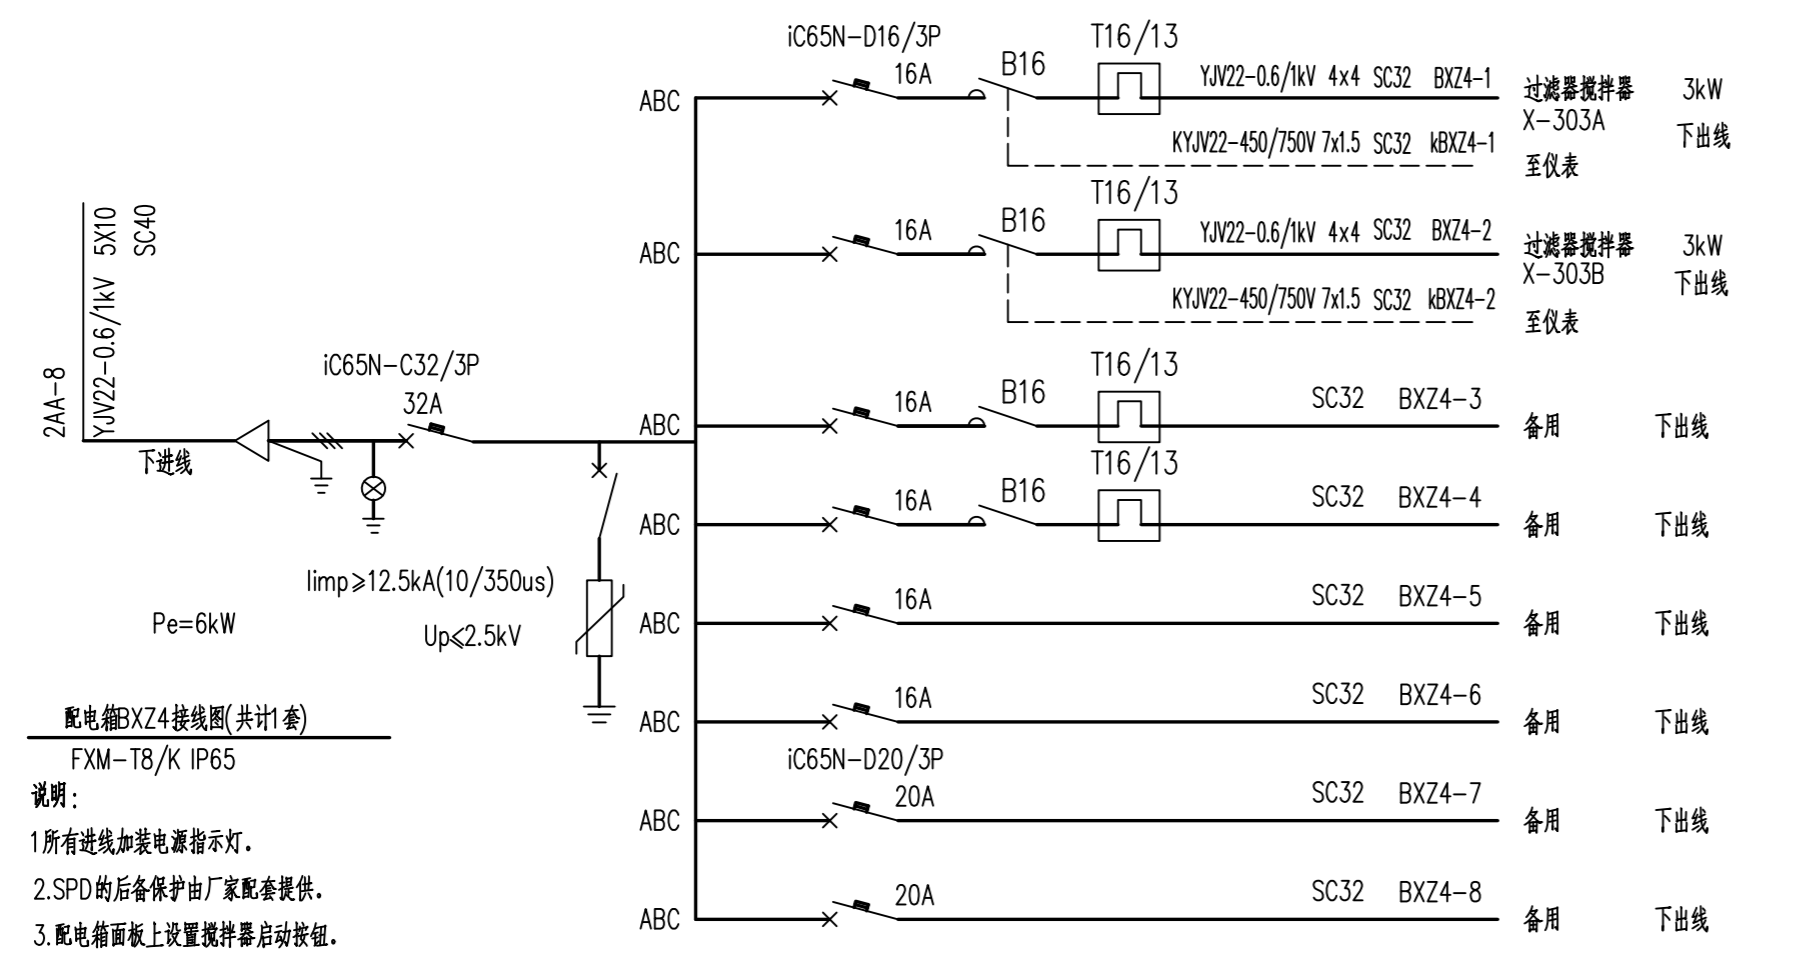 iC65N-D16/3P
T16/13
ABC 16A B16 YJV22-0.6/1kV 4x4 SC32 BXZ4-1 过滤器搅拌器 3kW
X-303A 下出线
KYJV22-450/750V 7x1.5 SC32 kBXZ4-1 至仪表
T16/13
ABC 16A B16 YJV22-0.6/1kV 4x4 SC32 BXZ4-2 过滤器搅拌器 3kW
X-303B 下出线
KYJV22-450/750V 7x1.5 SC32 kBXZ4-2 至仪表
2AA-8
YJV22-0.6/1kV 5X10
SC40
下进线
iC65N-C32/3P
32A
T16/13
ABC 16A B16 SC32 BXZ4-3 备用 下出线
T16/13
ABC 16A B16 SC32 BXZ4-4 备用 下出线
Iimp≥12.5kA(10/350us)
Up≤2.5kV
Pe=6kW
ABC 16A SC32 BXZ4-5 备用 下出线
ABC 16A SC32 BXZ4-6 备用 下出线
iC65N-D20/3P
ABC 20A SC32 BXZ4-7 备用 下出线
ABC 20A SC32 BXZ4-8 备用 下出线
配电箱BXZ4接线图(共计1套)
FXM-T8/K IP65
说明:
1所有进线加装电源指示灯。
2.SPD的后备保护由厂家配套提供。
3.配电箱面板上设置搅拌器启动按钮。